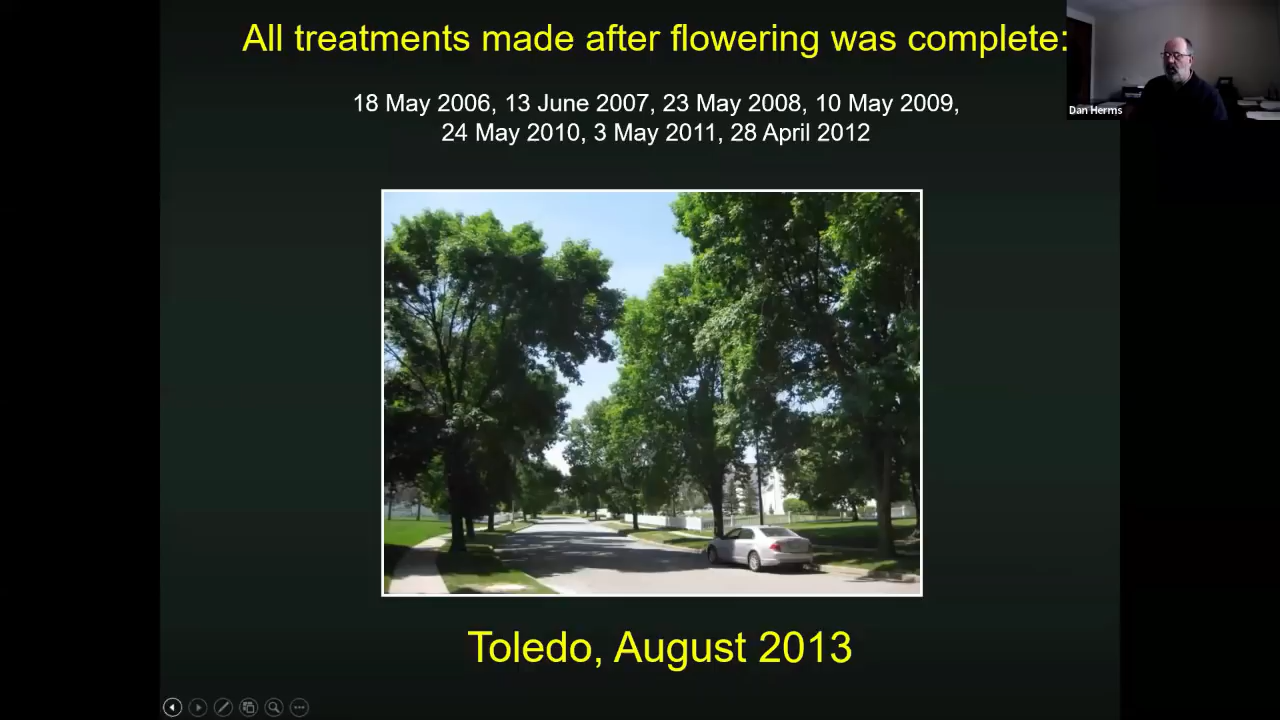 All treatments made after flowering was complete:
Dan Herms
18 May 2006, 13 June 2007, 23 May 2008, 10 May 2009,
24 May 2010, 3 May 2011, 28 April 2012
Toledo, August 2013